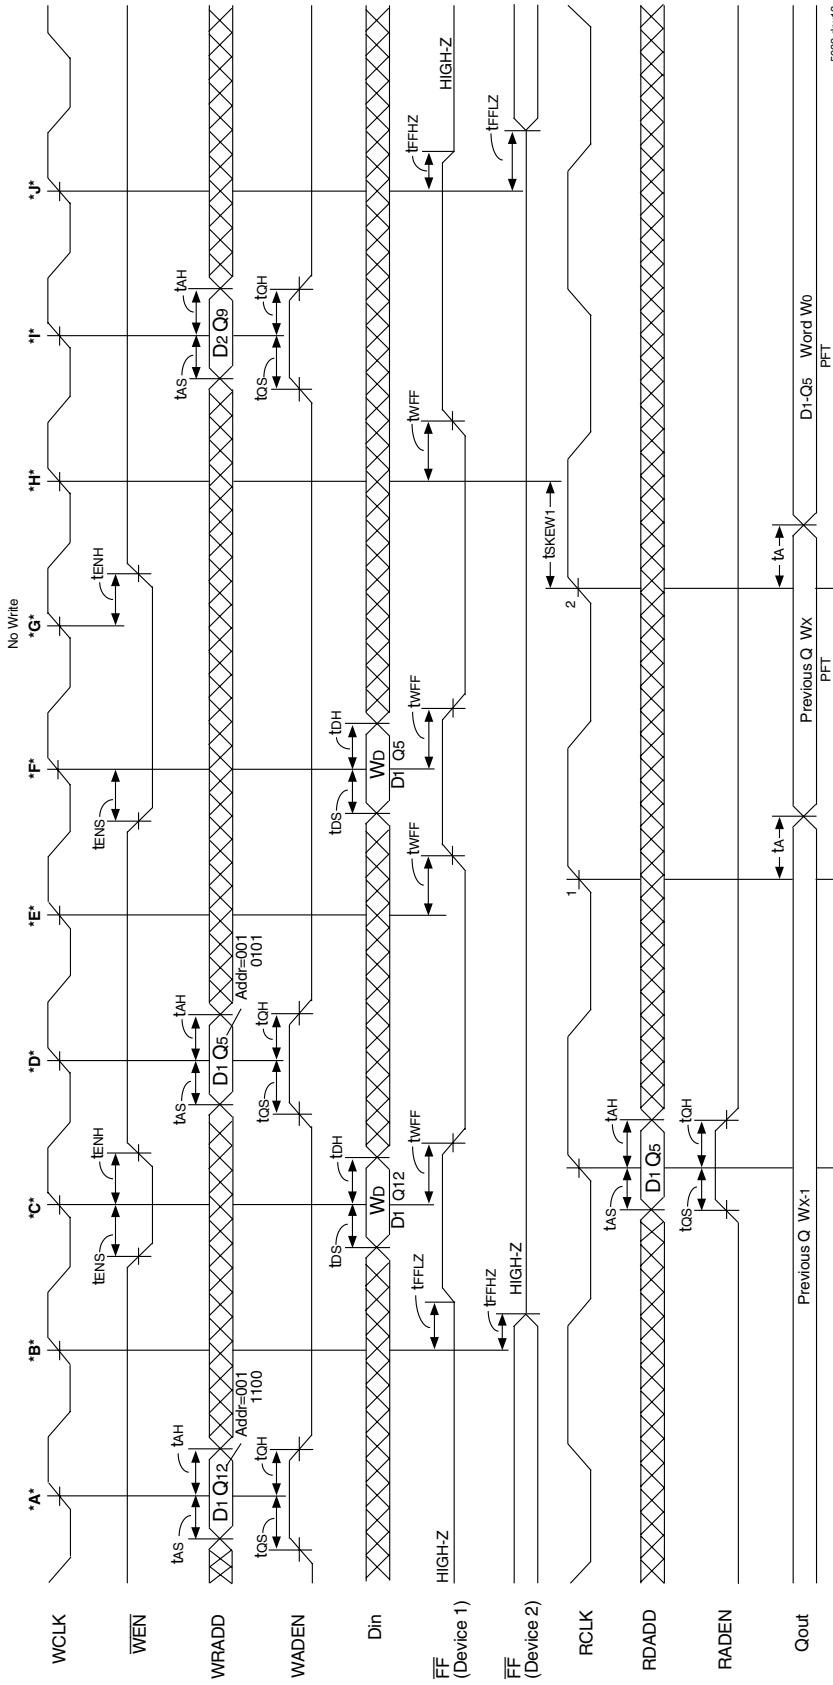 No Write
*A* *B* *C* *D* *E* *F* *G* *H* *I* *J*
WCLK
tENS tENH tENS tENH
WEN
tAS tAH tAS tAH tAS tAH
WRADD D1 Q12 D1 Q5 D2 Q9
Addr=001
1100
Addr=001
0101
tQS tQH tQS tQH tQS tQH
WADEN
tDS tDH tDS tDH
Din WD WD
D1 Q12 D1 Q5
tFFLZ tWFF tWFF tWFF tWFF tFFHZ
FF
(Device 1)
HIGH-Z HIGH-Z
tFFHZ tFFLZ
FF
(Device 2)
HIGH-Z
tSKEW1
RCLK 1 2
tAS tAH
RDADD D1 Q5
tQS tQH
RADEN
tA tA
Qout Previous Q WX-1 Previous Q WX D1-Q5 Word W0
PFT PFT